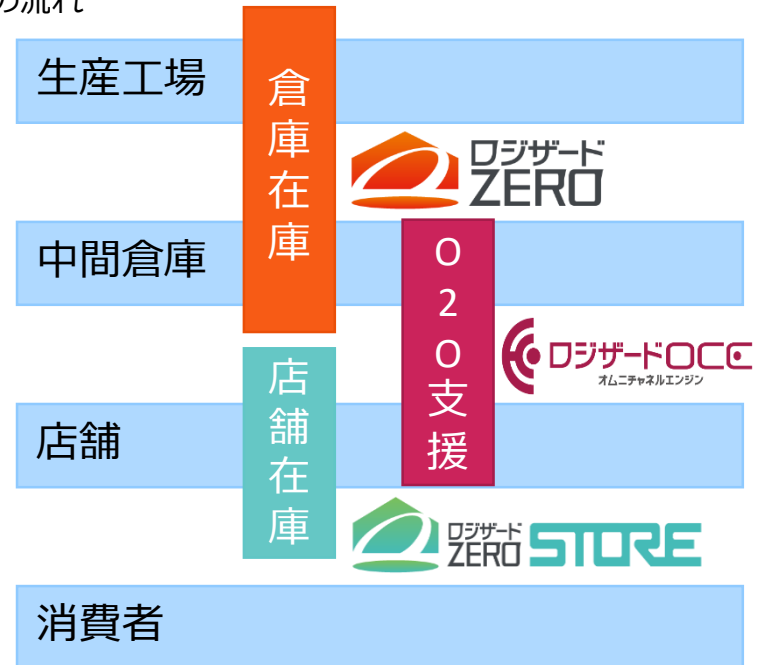 の流れ
生産工場
倉庫在庫
ロジザード
ZERO
中間倉庫
O2O支援
ロジザードOCE
オムニチャネルエンジン
店舗在庫
店舗
ロジザード
ZERO STORE
消費者